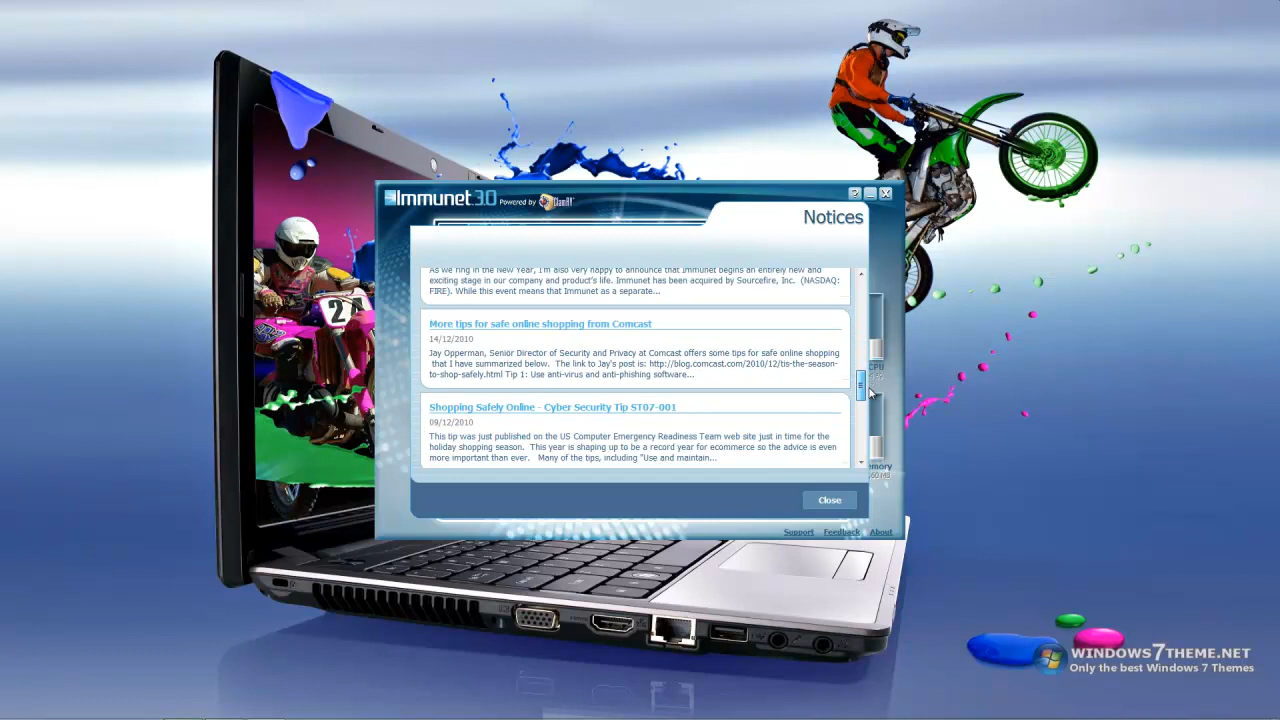 Immunet 3.0 Powered by ClamAV
Notices
As we ring in the New Year, I'm also very happy to announce that Immunet begins an entirely new and
exciting stage in our company and product's life. Immunet has been acquired by Sourcefire, Inc. (NASDAQ:
FIRE). While this event means that Immunet as a separate...
More tips for safe online shopping from Comcast
14/12/2010
Jay Opperman, Senior Director of Security and Privacy at Comcast offers some tips for safe online shopping
that I have summarized below. The link to Jay's post is: http://blog.comcast.com/2010/12/tis-the-season-
to-shop-safely.html Tip 1: Use anti-virus and anti-phishing software...
Shopping Safely Online - Cyber Security Tip ST07-001
09/12/2010
This tip was just published on the US Computer Emergency Readiness Team web site just in time for the
holiday shopping season. This year is shaping up to be a record year for ecommerce so the advice is even
more important than ever. Many of the tips, including "Use and maintain...
CPU
emory
,60 MB
Close
Support Feedback About
24
WINDOWS7THEME.NET
Only the best Windows 7 Themes